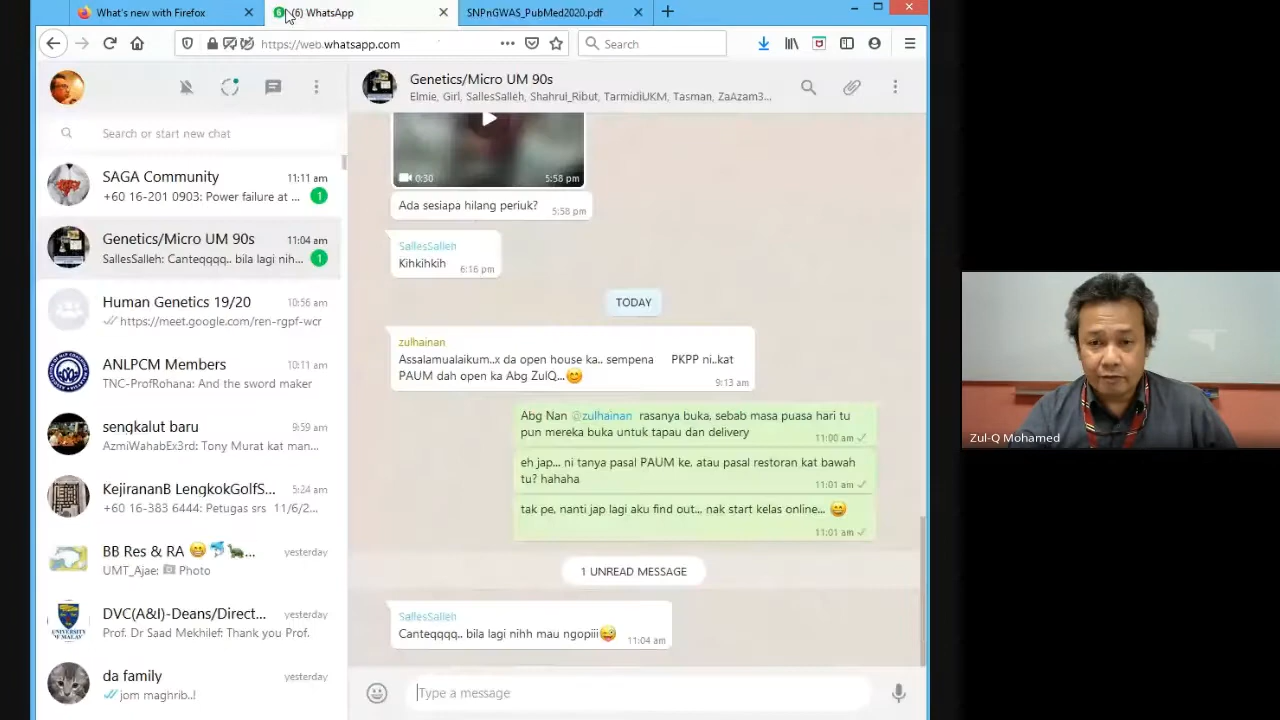 What's new with Firefox
(6) WhatsApp
SNPnGWAS_PubMed2020.pdf
https://web.whatsapp.com
Search
Search or start new chat
SAGA Community
11:11 am
+60 16-201 0903: Power failure at ...
1
Genetics/Micro UM 90s
11:04 am
SallesSalleh: Canteqqqq.. bila lagi nih...
1
Human Genetics 19/20
10:56 am
https://meet.google.com/ren-rgpf-wcr
ANLPCM Members
10:11 am
TNC-ProfRohana: And the sword maker
sengkalut baru
9:59 am
AzmiWahabEx3rd: Tony Murat kat man...
KejirananB LengkokGolfS...
5:24 am
+60 16-383 6444: Petugas srs 11/6/2...
BB Res & RA 😁🐬🦕...
yesterday
UMT_Ajae: Photo
DVC(A&I)-Deans/Direct...
yesterday
Prof. Dr Saad Mekhilef: Thank you Prof.
da family
yesterday
jom maghrib..!
Genetics/Micro UM 90s
Elmie, Girl, SallesSalleh, Shahrul_Ribut, TarmidiUKM, Tasman, ZaAzam3...
0:30
5:58 pm
Ada sesiapa hilang periuk?
5:58 pm
SallesSalleh
Kihkihkih
6:16 pm
TODAY
zulhainan
Assalamualaikum..x da open house ka.. sempena PKPP ni..kat
PAUM dah open ka Abg ZulQ...😊
9:13 am
Abg Nan @zulhainan rasanya buka, sebab masa puasa hari tu
pun mereka buka untuk tapau dan delivery
11:00 am
eh jap... ni tanya pasal PAUM ke, atau pasal restoran kat bawah
tu? hahaha
11:01 am
tak pe, nanti jap lagi aku find out... nak start kelas online... 😄
11:01 am
1 UNREAD MESSAGE
SallesSalleh
Canteqqqq.. bila lagi nihh mau ngopiii😜
11:04 am
Type a message
Zul-Q Mohamed